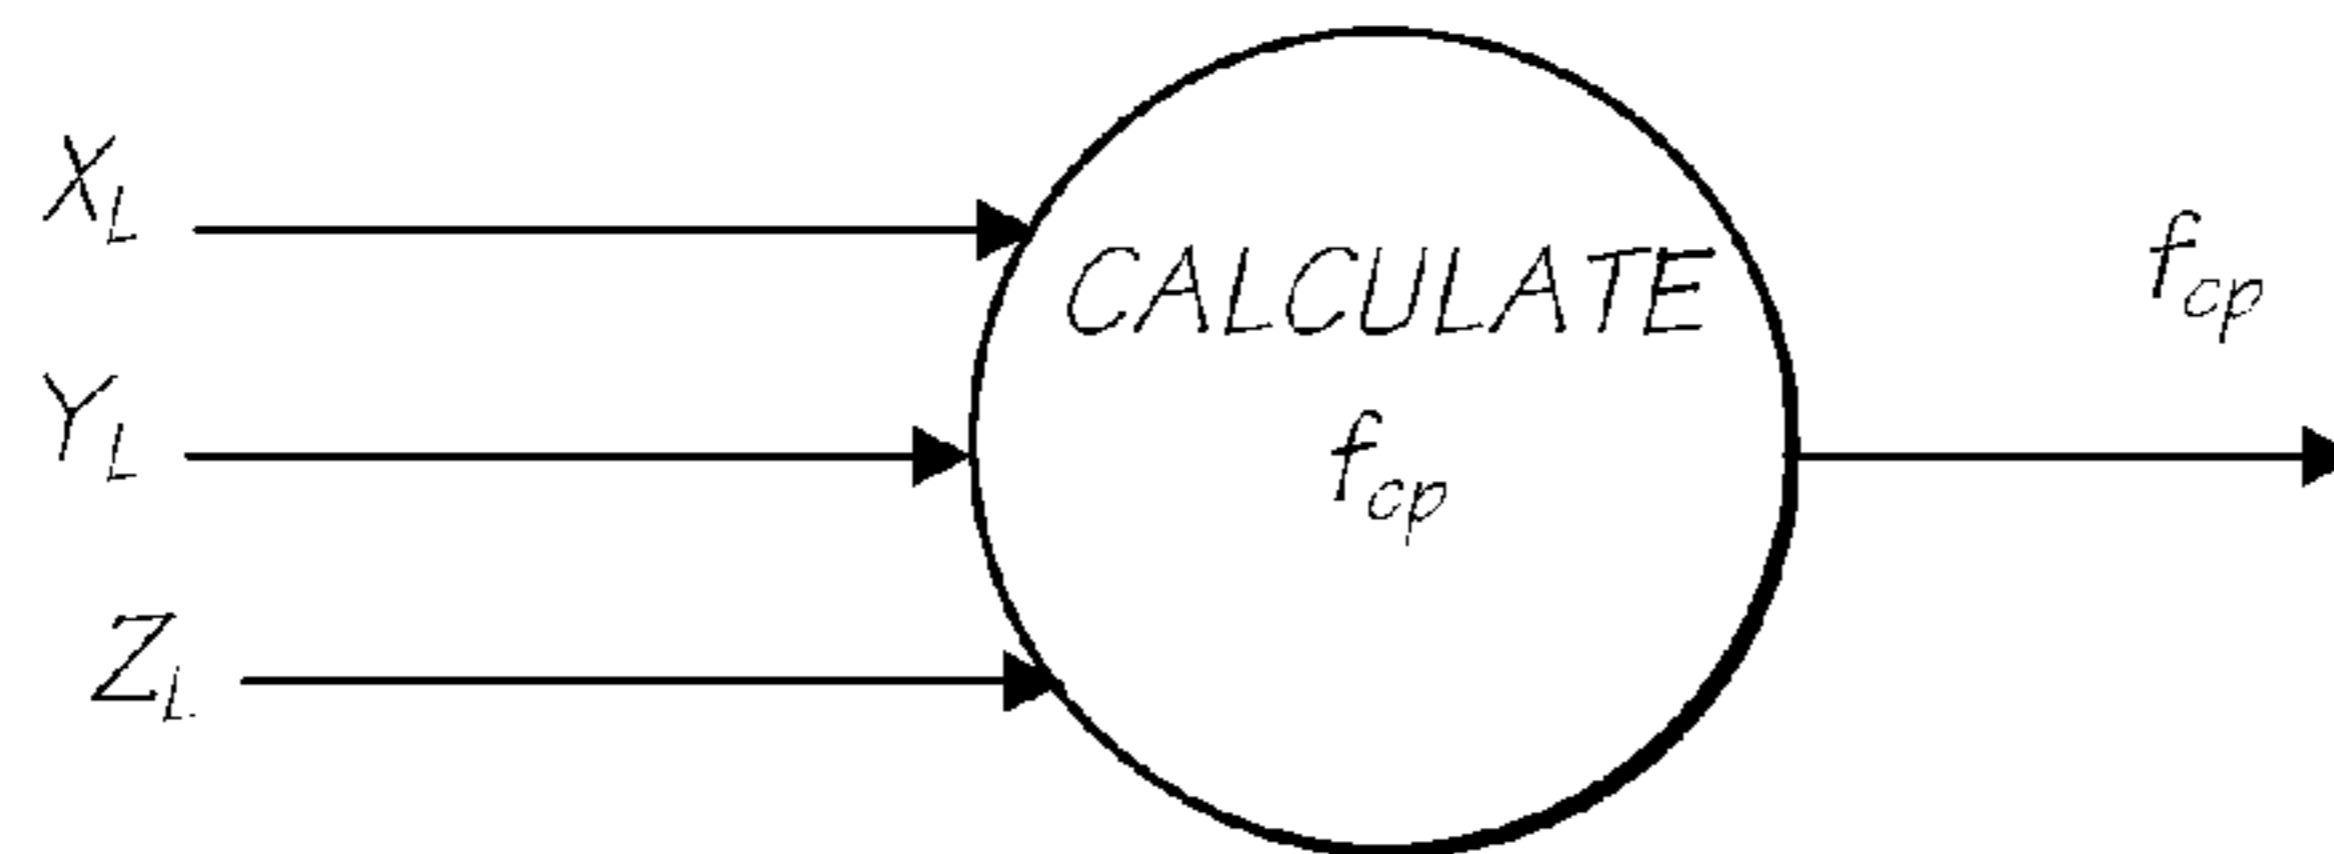 X_L
CALCULATE
f_cp
f_cp
Y_L
Z_L